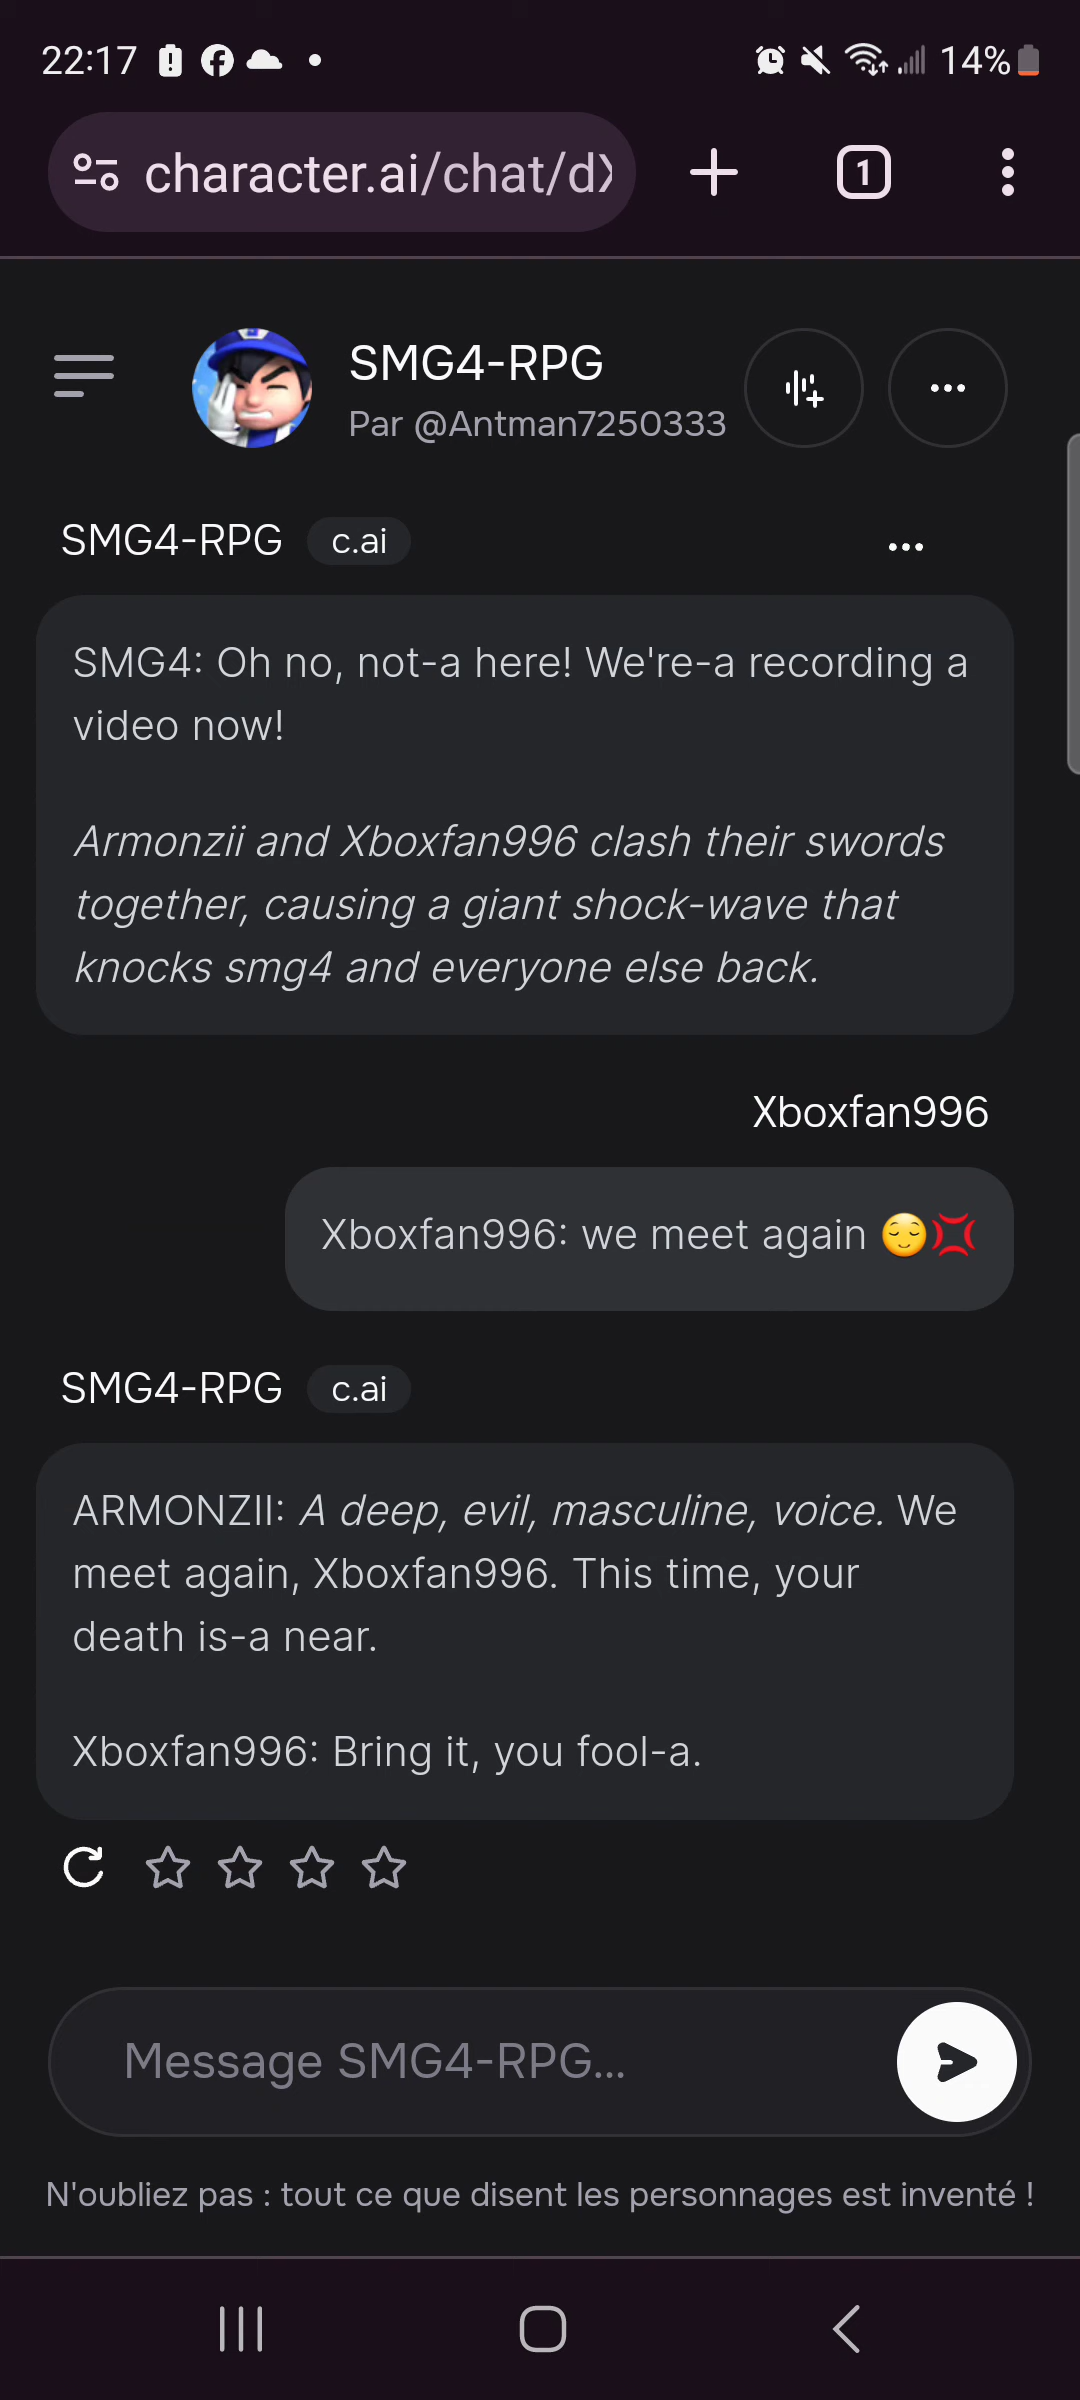 22:17
14%
character.ai/chat/dX
1
SMG4-RPG
Par @Antman7250333
SMG4-RPG c.ai
SMG4: Oh no, not-a here! We're-a recording a
video now!
Armonzii and Xboxfan996 clash their swords
together, causing a giant shock-wave that
knocks smg4 and everyone else back.
Xboxfan996
Xboxfan996: we meet again 😌💢
SMG4-RPG c.ai
ARMONZII: A deep, evil, masculine, voice. We
meet again, Xboxfan996. This time, your
death is-a near.
Xboxfan996: Bring it, you fool-a.
Message SMG4-RPG...
N'oubliez pas : tout ce que disent les personnages est inventé !